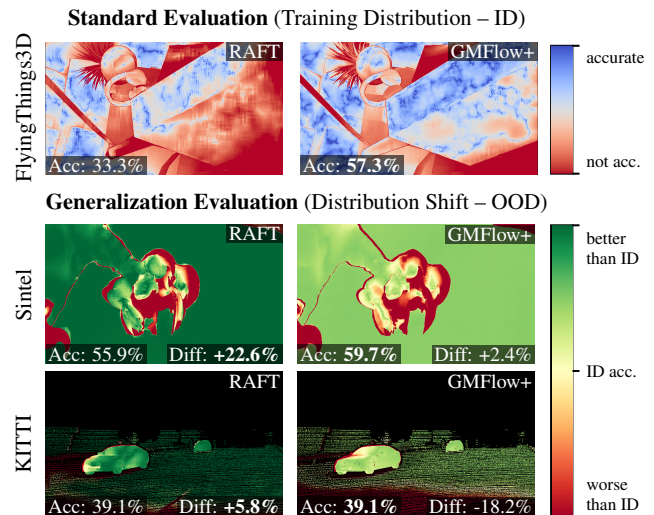 Standard Evaluation (Training Distribution – ID)
FlyingThings3D
RAFT
Acc: 33.3%
GMFlow+
Acc: 57.3%
accurate
not acc.
Generalization Evaluation (Distribution Shift – OOD)
Sintel
RAFT
Acc: 55.9% Diff: +22.6%
GMFlow+
Acc: 59.7% Diff: +2.4%
KITTI
RAFT
Acc: 39.1% Diff: +5.8%
GMFlow+
Acc: 39.1% Diff: -18.2%
better
than ID
ID acc.
worse
than ID